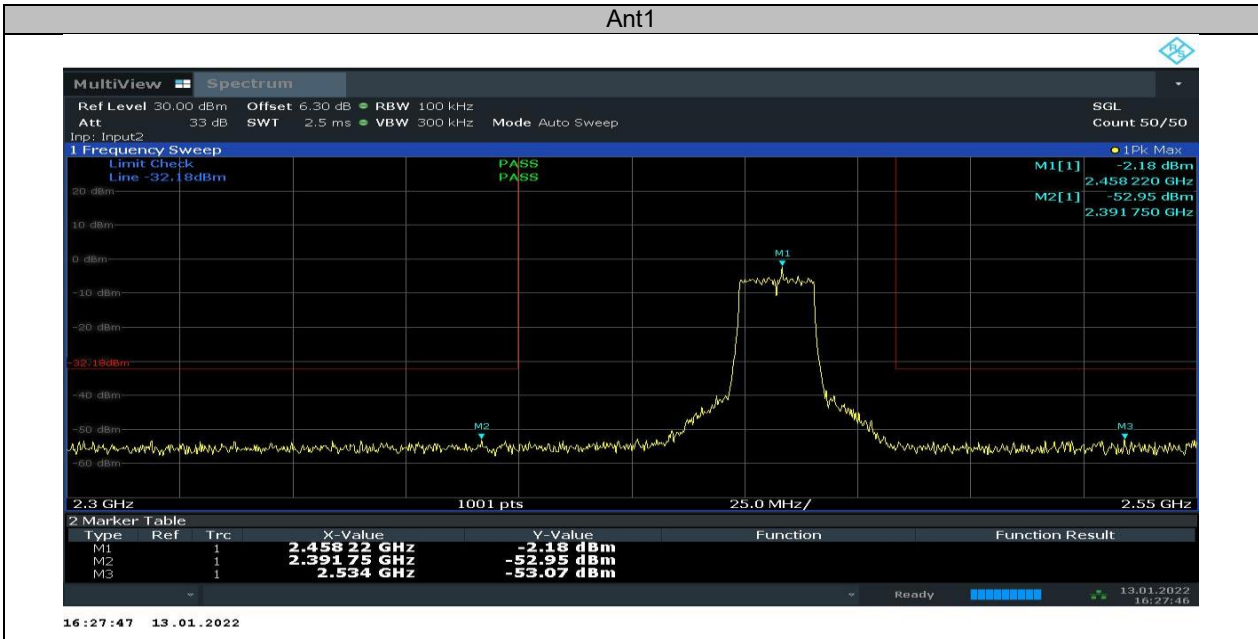 Ant1
R&S
MultiView Spectrum
Ref Level 30.00 dBm Offset 6.30 dB RBW 100 kHz SGL
Att 33 dB SWT 2.5 ms VBW 300 kHz Mode Auto Sweep Count 50/50
Inp: Input2
1 Frequency Sweep 1Pk Max
Limit Check PASS M1[1] -2.18 dBm
Line -32.18dBm PASS 2.458 220 GHz
20 dBm M2[1] -52.95 dBm
2.391 750 GHz
10 dBm
0 dBm M1
-10 dBm
-20 dBm
-32.18dBm
-40 dBm
-50 dBm M2 M3
-60 dBm
2.3 GHz 1001 pts 25.0 MHz/ 2.55 GHz
2 Marker Table
Type Ref Trc X-Value Y-Value Function Function Result
M1 1 2.458 22 GHz -2.18 dBm
M2 1 2.391 75 GHz -52.95 dBm
M3 1 2.534 GHz -53.07 dBm
Ready 13.01.2022
16:27:46
16:27:47 13.01.2022